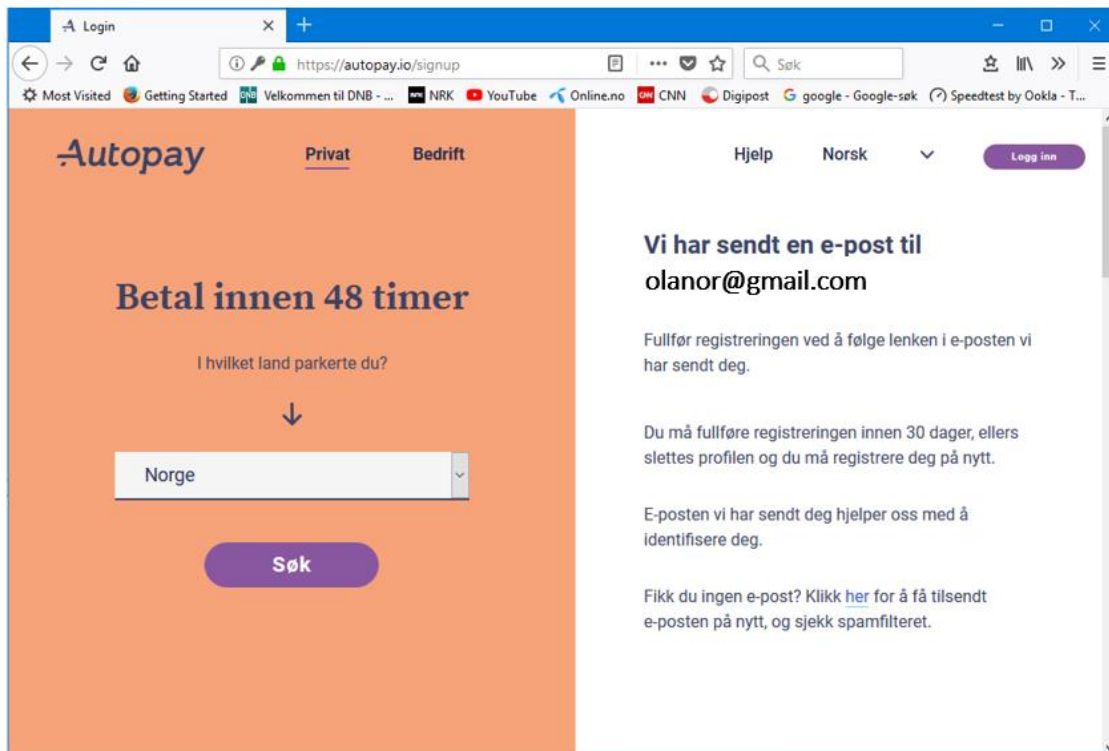 Login
https://autopay.io/signup
Søk
Most Visited Getting Started Velkommen til DNB - ... NRK YouTube Online.no CNN Digipost google - Google-søk Speedtest by Ookla - T...
Autopay Privat Bedrift Hjelp Norsk Logg inn
Betal innen 48 timer
I hvilket land parkerte du?
Norge
Søk
Vi har sendt en e-post til
olanor@gmail.com
Fullfør registreringen ved å følge lenken i e-posten vi
har sendt deg.
Du må fullføre registreringen innen 30 dager, ellers
slettes profilen og du må registrere deg på nytt.
E-posten vi har sendt deg hjelper oss med å
identifisere deg.
Fikk du ingen e-post? Klikk her for å få tilsendt
e-posten på nytt, og sjekk spamfilteret.